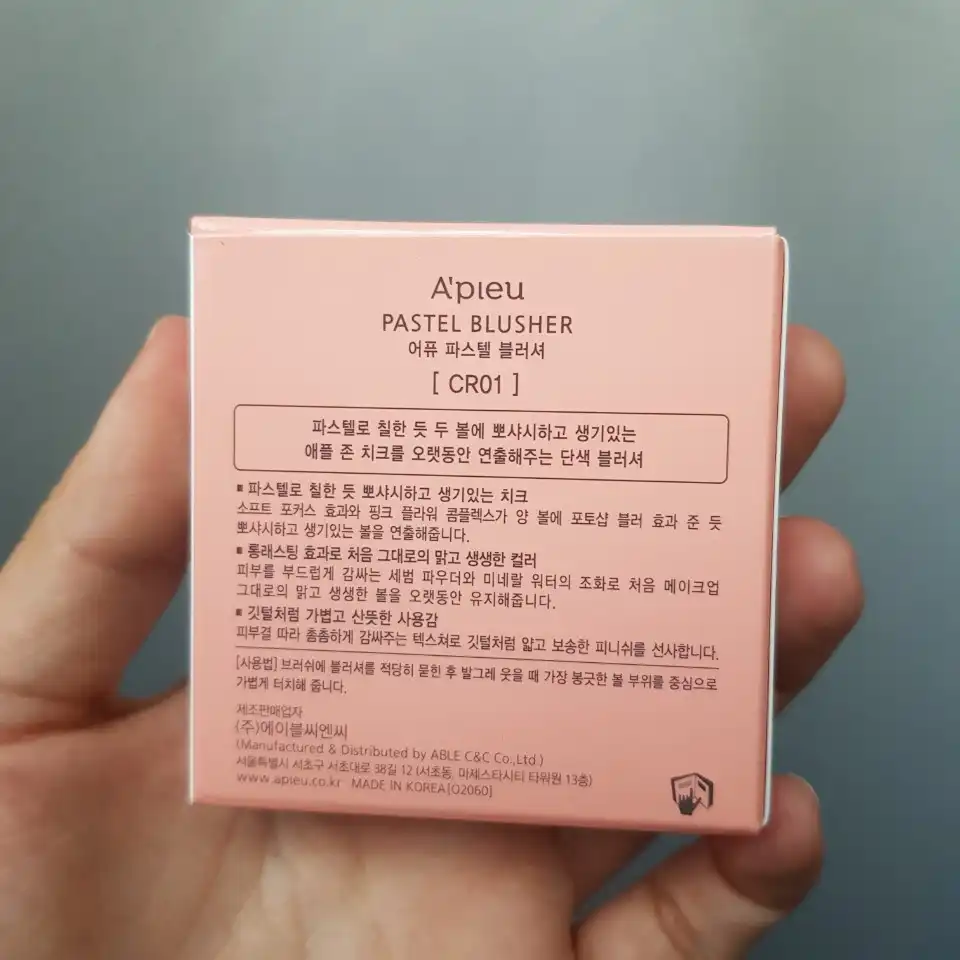 A'pieu
PASTEL BLUSHER
어퓨 파스텔 블러셔
[ CR01 ]
파스텔로 칠한 듯 두 볼에 뽀샤시하고 생기있는
애플 존 치크를 오랫동안 연출해주는 단색 블러셔
▪ 파스텔로 칠한 듯 뽀샤시하고 생기있는 치크
소프트 포커스 효과와 핑크 플라워 콤플렉스가 양 볼에 포토샵 블러 효과 준 듯
뽀샤시하고 생기있는 볼을 연출해줍니다.
▪ 롱래스팅 효과로 처음 그대로의 맑고 생생한 컬러
피부를 부드럽게 감싸는 세범 파우더와 미네랄 워터의 조화로 처음 메이크업
그대로의 맑고 생생한 볼을 오랫동안 유지해줍니다.
▪ 깃털처럼 가볍고 산뜻한 사용감
피부결 따라 촘촘하게 감싸주는 텍스쳐로 깃털처럼 얇고 보송한 피니쉬를 선사합니다.
[사용법] 브러쉬에 블러셔를 적당히 묻힌 후 발그레 웃을 때 가장 봉긋한 볼 부위를 중심으로
가볍게 터치해 줍니다.
제조판매업자
(주)에이블씨엔씨
(Manufactured & Distributed by ABLE C&C Co.,Ltd.)
서울특별시 서초구 서초대로 38길 12 (서초동, 마제스타시티 타워원 13층)
www.apieu.co.kr MADE IN KOREA[O2060]